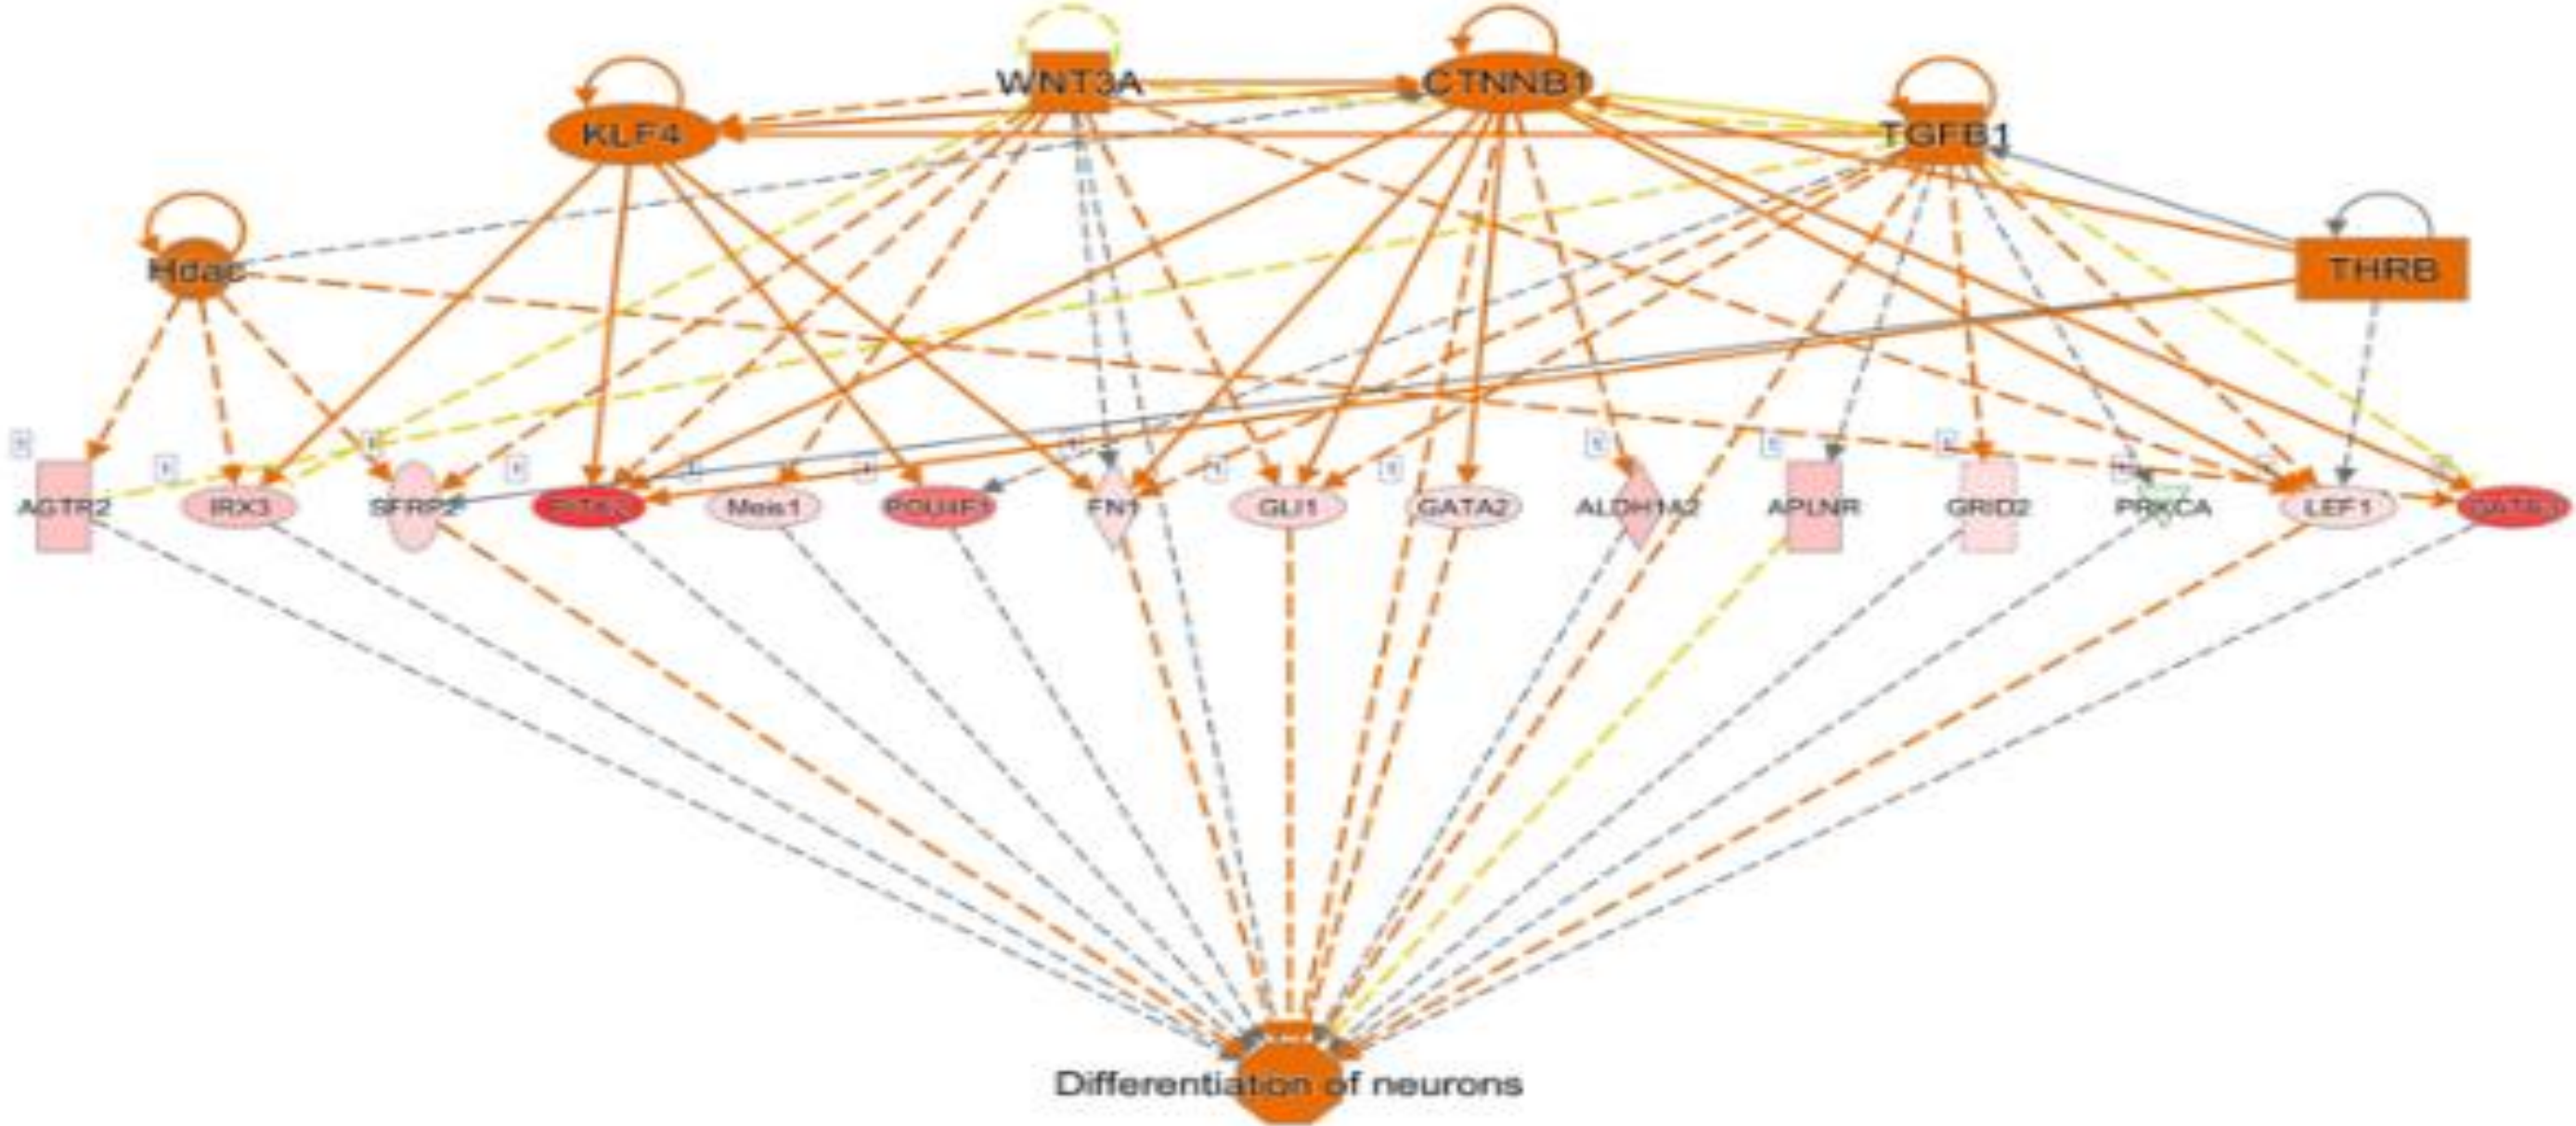 WNT3A
CTNNB1
KLF4
TGFB1
Hdac
THRB
AGTR2
IRX3
SFRP2
Meis1
POU4F1
FN1
GLI1
GATA2
ALDH1A2
APLNR
GRID2
PRKCA
LEF1
Differentiation of neurons